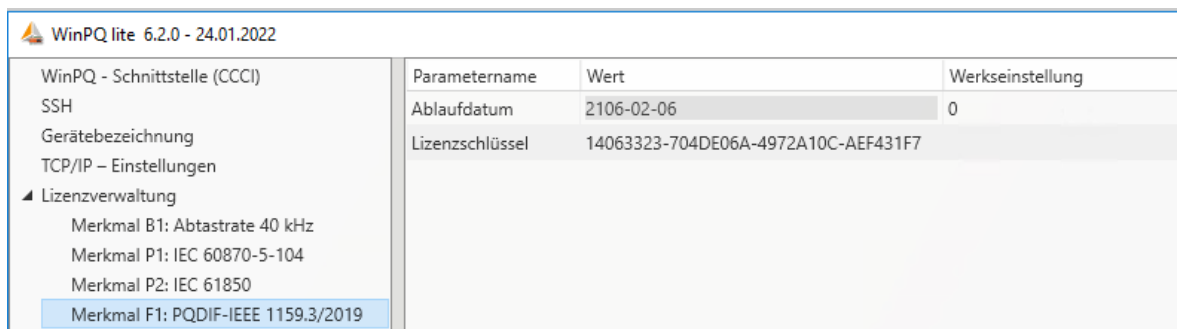 WinPQ lite 6.2.0 - 24.01.2022
WinPQ - Schnittstelle (CCCI)
SSH
Gerätebezeichnung
TCP/IP – Einstellungen
Lizenzverwaltung
Merkmal B1: Abtastrate 40 kHz
Merkmal P1: IEC 60870-5-104
Merkmal P2: IEC 61850
Merkmal F1: PQDIF-IEEE 1159.3/2019
Parametername Wert Werkseinstellung
Ablaufdatum 2106-02-06 0
Lizenzschlüssel 14063323-704DE06A-4972A10C-AEF431F7